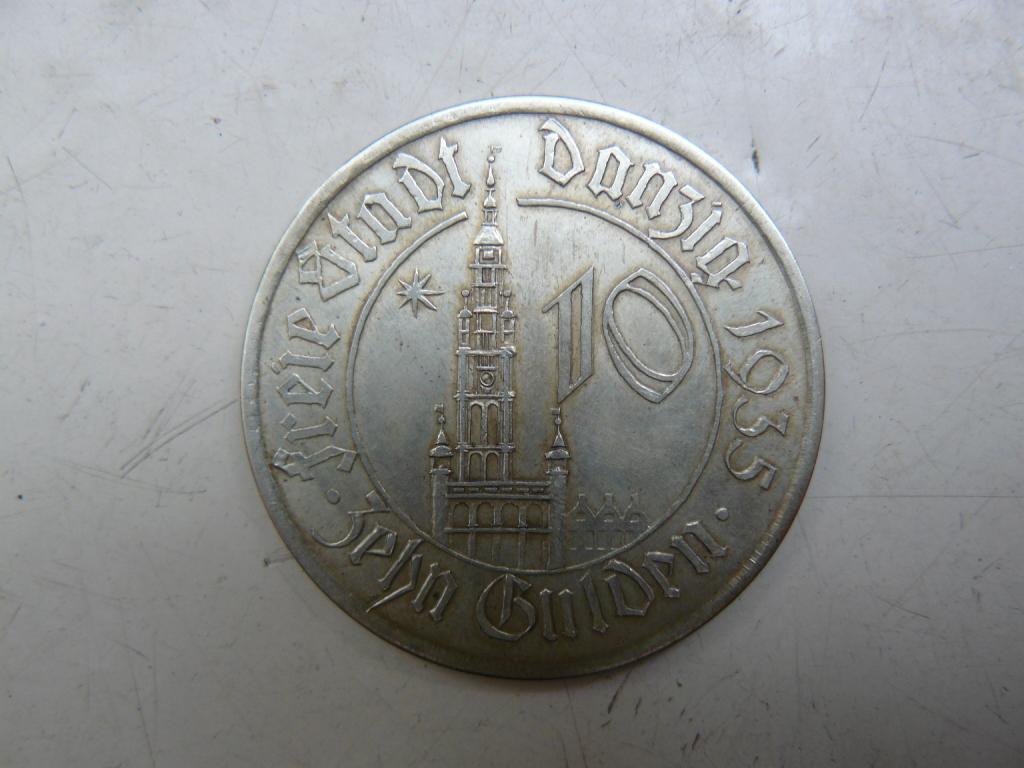 Freie Stadt Danzig 1935
10
· Zehn Gulden ·